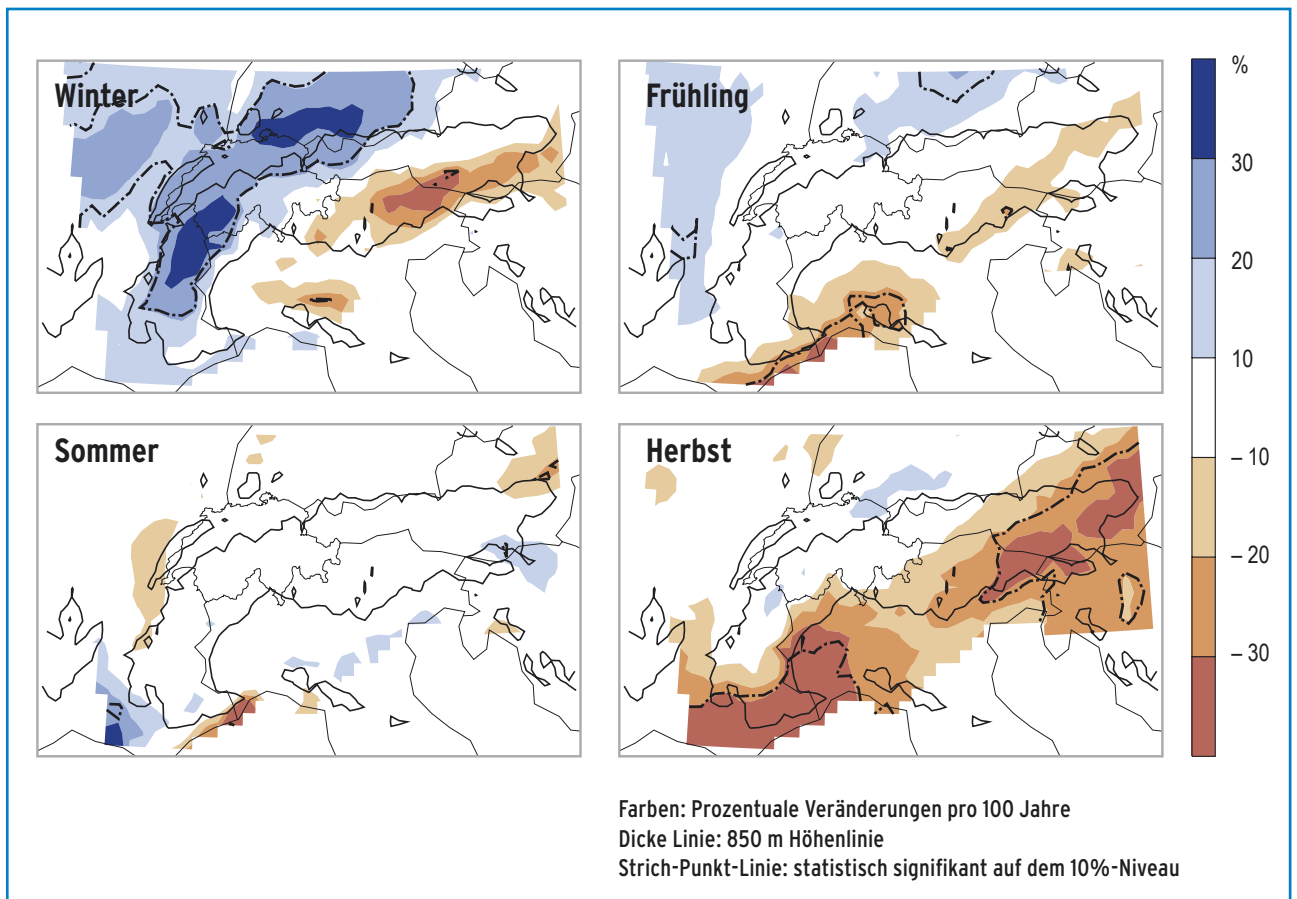 Winter
Frühling
%
30
20
10
– 10
– 20
– 30
Sommer
Herbst
Farben: Prozentuale Veränderungen pro 100 Jahre
Dicke Linie: 850 m Höhenlinie
Strich-Punkt-Linie: statistisch signifikant auf dem 10%-Niveau